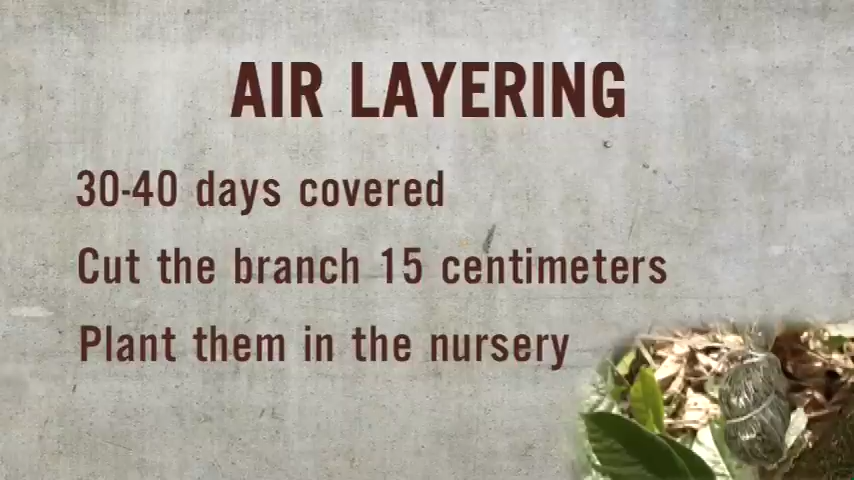 AIR LAYERING
30-40 days covered
Cut the branch 15 centimeters
Plant them in the nursery